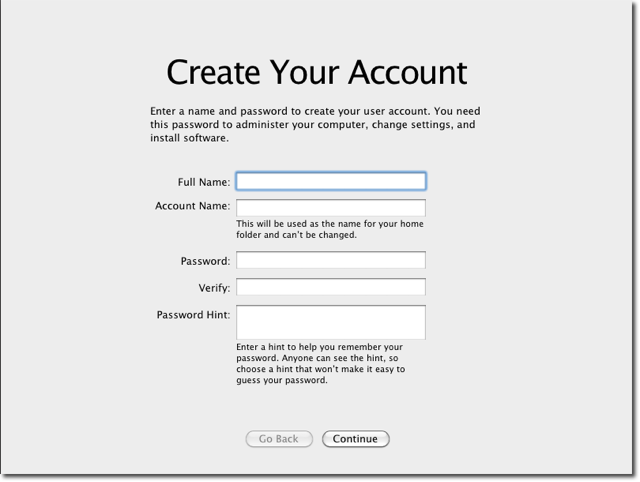 Create Your Account
Enter a name and password to create your user account. You need
this password to administer your computer, change settings, and
install software.
Full Name:
Account Name:
This will be used as the name for your home
folder and can't be changed.
Password:
Verify:
Password Hint:
Enter a hint to help you remember your
password. Anyone can see the hint, so
choose a hint that won't make it easy to
guess your password.
Go Back
Continue